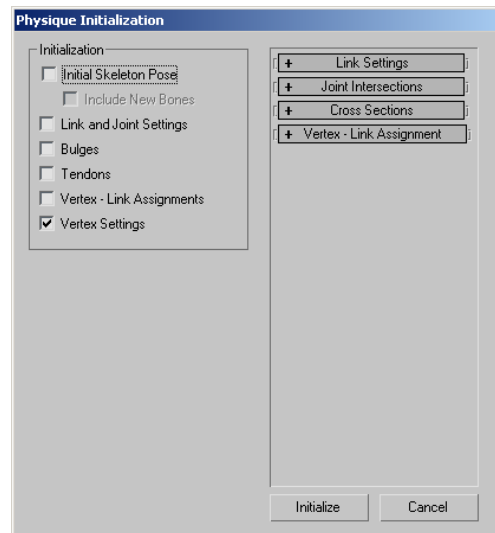 Physique Initialization
Initialization
Initial Skeleton Pose
Include New Bones
Link and Joint Settings
Bulges
Tendons
Vertex - Link Assignments
Vertex Settings
+ Link Settings
+ Joint Intersections
+ Cross Sections
+ Vertex - Link Assignment
Initialize
Cancel